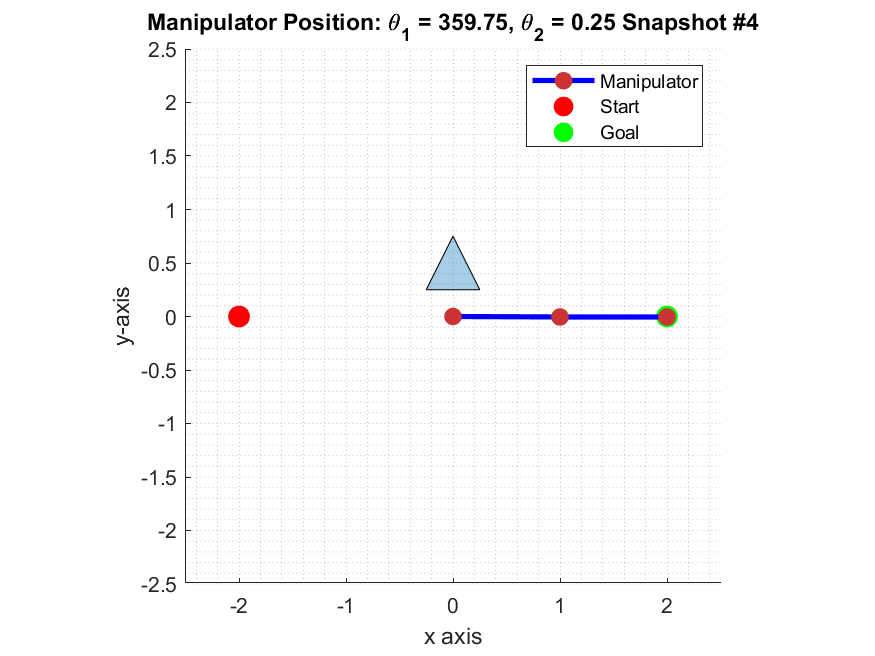 Manipulator Position: θ1 = 359.75, θ2 = 0.25 Snapshot #4
2.5
2
1.5
1
0.5
0
-0.5
-1
-1.5
-2
-2.5
y-axis
Manipulator
Start
Goal
-2 -1 0 1 2
x axis